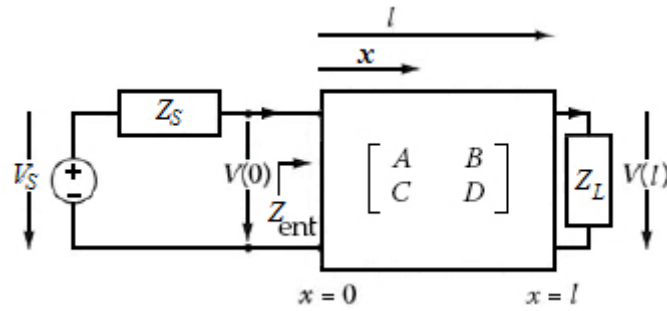 l
x
Z_S
V_S
+
-
V(0)
Z_ent
A B
C D
Z_L
V(l)
x = 0
x = l